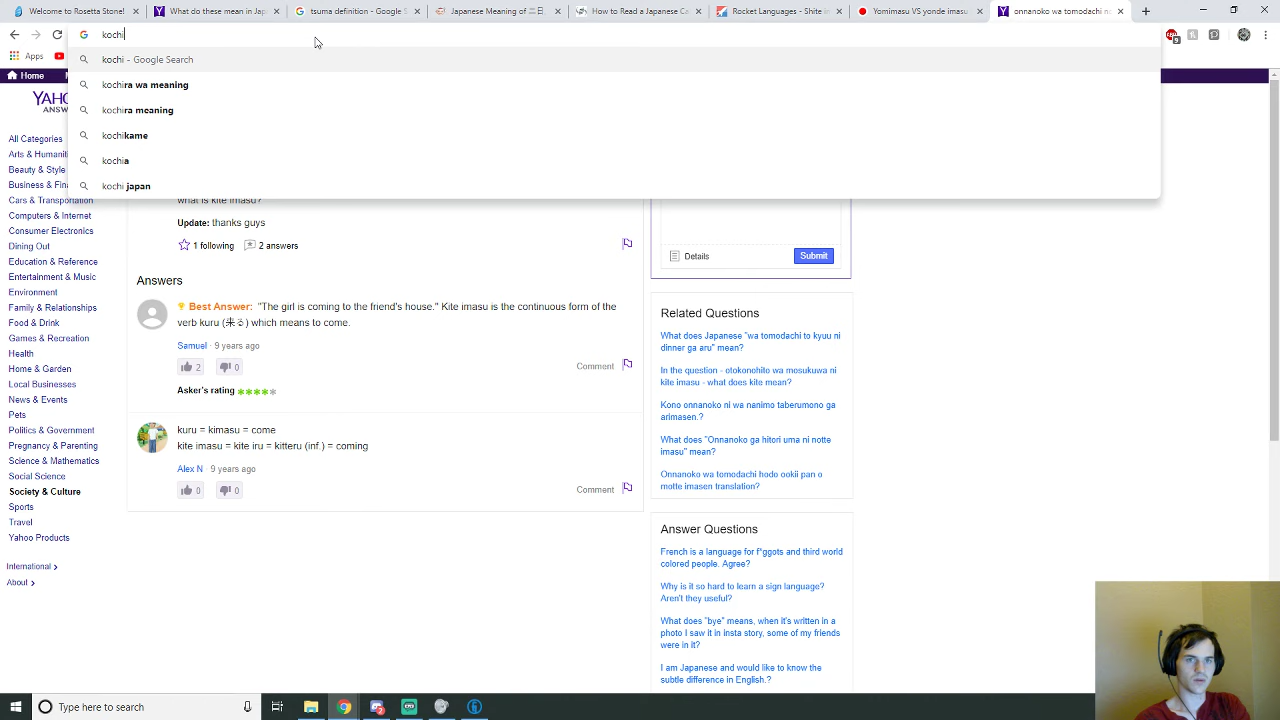 Welcome to Rosetta Stone!
What do these mean in Jap
tsuma definition - Google S
Japanese Meaning of 二
How to Read a Japanese Ca
Rocket Languages - Shite i
Yomimasu VS yonde imasu
onnanoko wa tomodachi no
kochi
Apps
kochi - Google Search
kochira wa meaning
kochira meaning
kochikame
kochia
kochi japan
Home
YAHOO
ANSW
All Categories
Arts & Humanit
Beauty & Style
Business & Fina
Cars & Transportation
Computers & Internet
Consumer Electronics
Dining Out
Education & Reference
Entertainment & Music
Environment
Family & Relationships
Food & Drink
Games & Recreation
Health
Home & Garden
Local Businesses
News & Events
Pets
Politics & Government
Pregnancy & Parenting
Science & Mathematics
Social Science
Society & Culture
Sports
Travel
Yahoo Products
International >
About >
what is kite imasu?
Update: thanks guys
1 following 2 answers
Answers
Best Answer: "The girl is coming to the friend's house." Kite imasu is the continuous form of the
verb kuru (来る) which means to come.
Samuel · 9 years ago
2 0
Comment
Asker's rating
kuru = kimasu = come
kite imasu = kite iru = kitteru (inf.) = coming
Alex N · 9 years ago
0 0
Comment
Details
Submit
Related Questions
What does Japanese "wa tomodachi to kyuu ni
dinner ga aru" mean?
In the question - otokonohito wa mosukuwa ni
kite imasu - what does kite mean?
Kono onnanoko ni wa nanimo taberumono ga
arimasen.?
What does "Onnanoko ga hitori uma ni notte
imasu" mean?
Onnanoko wa tomodachi hodo ookii pan o
motte imasen translation?
Answer Questions
French is a language for f*ggots and third world
colored people. Agree?
Why is it so hard to learn a sign language?
Aren't they useful?
What does "bye" means, when it's written in a
photo I saw it in insta story, some of my friends
were in it?
I am Japanese and would like to know the
subtle difference in English.?
Type here to search